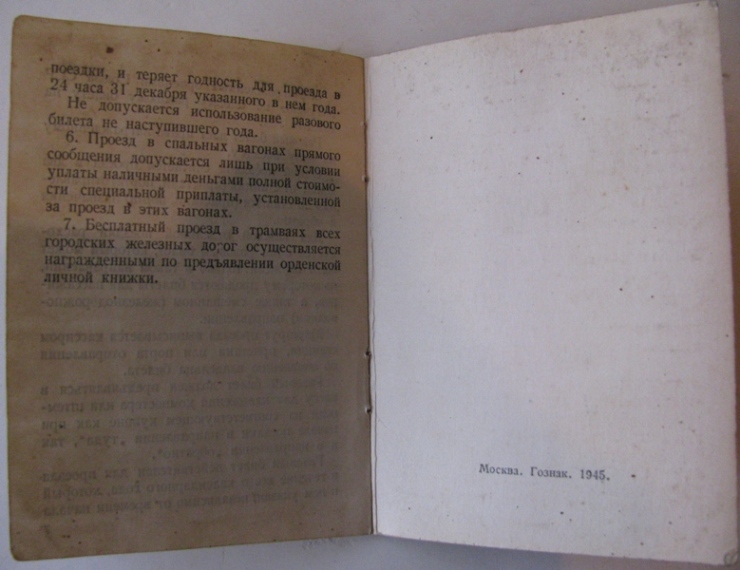 поездки, и теряет годность для проезда в
24 часа 31 декабря указанного в нем года.
Не допускается использование разового
билета не наступившего года.
6. Проезд в спальных вагонах прямого
сообщения допускается лишь при условии
уплаты наличными деньгами полной стоимо-
сти специальной приплаты, установленной
за проезд в этих вагонах.
7. Бесплатный проезд в трамваях всех
городских железных дорог осуществляется
награжденными по предъявлении орденской
личной книжки.
Москва. Гознак. 1945.